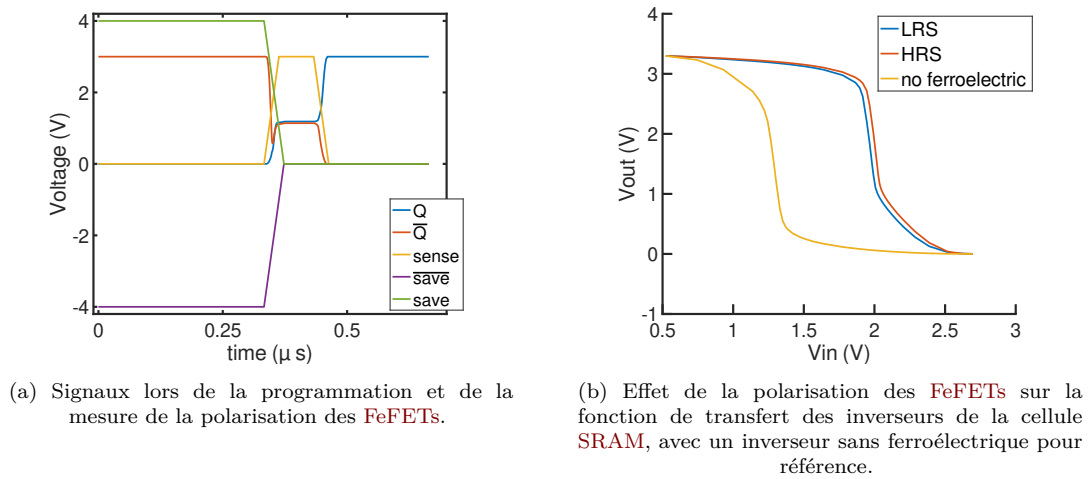 4
2
0
-2
-4
Voltage (V)
0
0.25
0.5
time (μ s)
Q
Q̅
sense
s̅a̅v̅e̅
save
(a) Signaux lors de la programmation et de la
mesure de la polarisation des FeFETs.
4
3
2
1
0
-1
Vout (V)
0.5
1
1.5
2
2.5
3
Vin (V)
LRS
HRS
no ferroelectric
(b) Effet de la polarisation des FeFETs sur la
fonction de transfert des inverseurs de la cellule
SRAM, avec un inverseur sans ferroélectrique pour
référence.